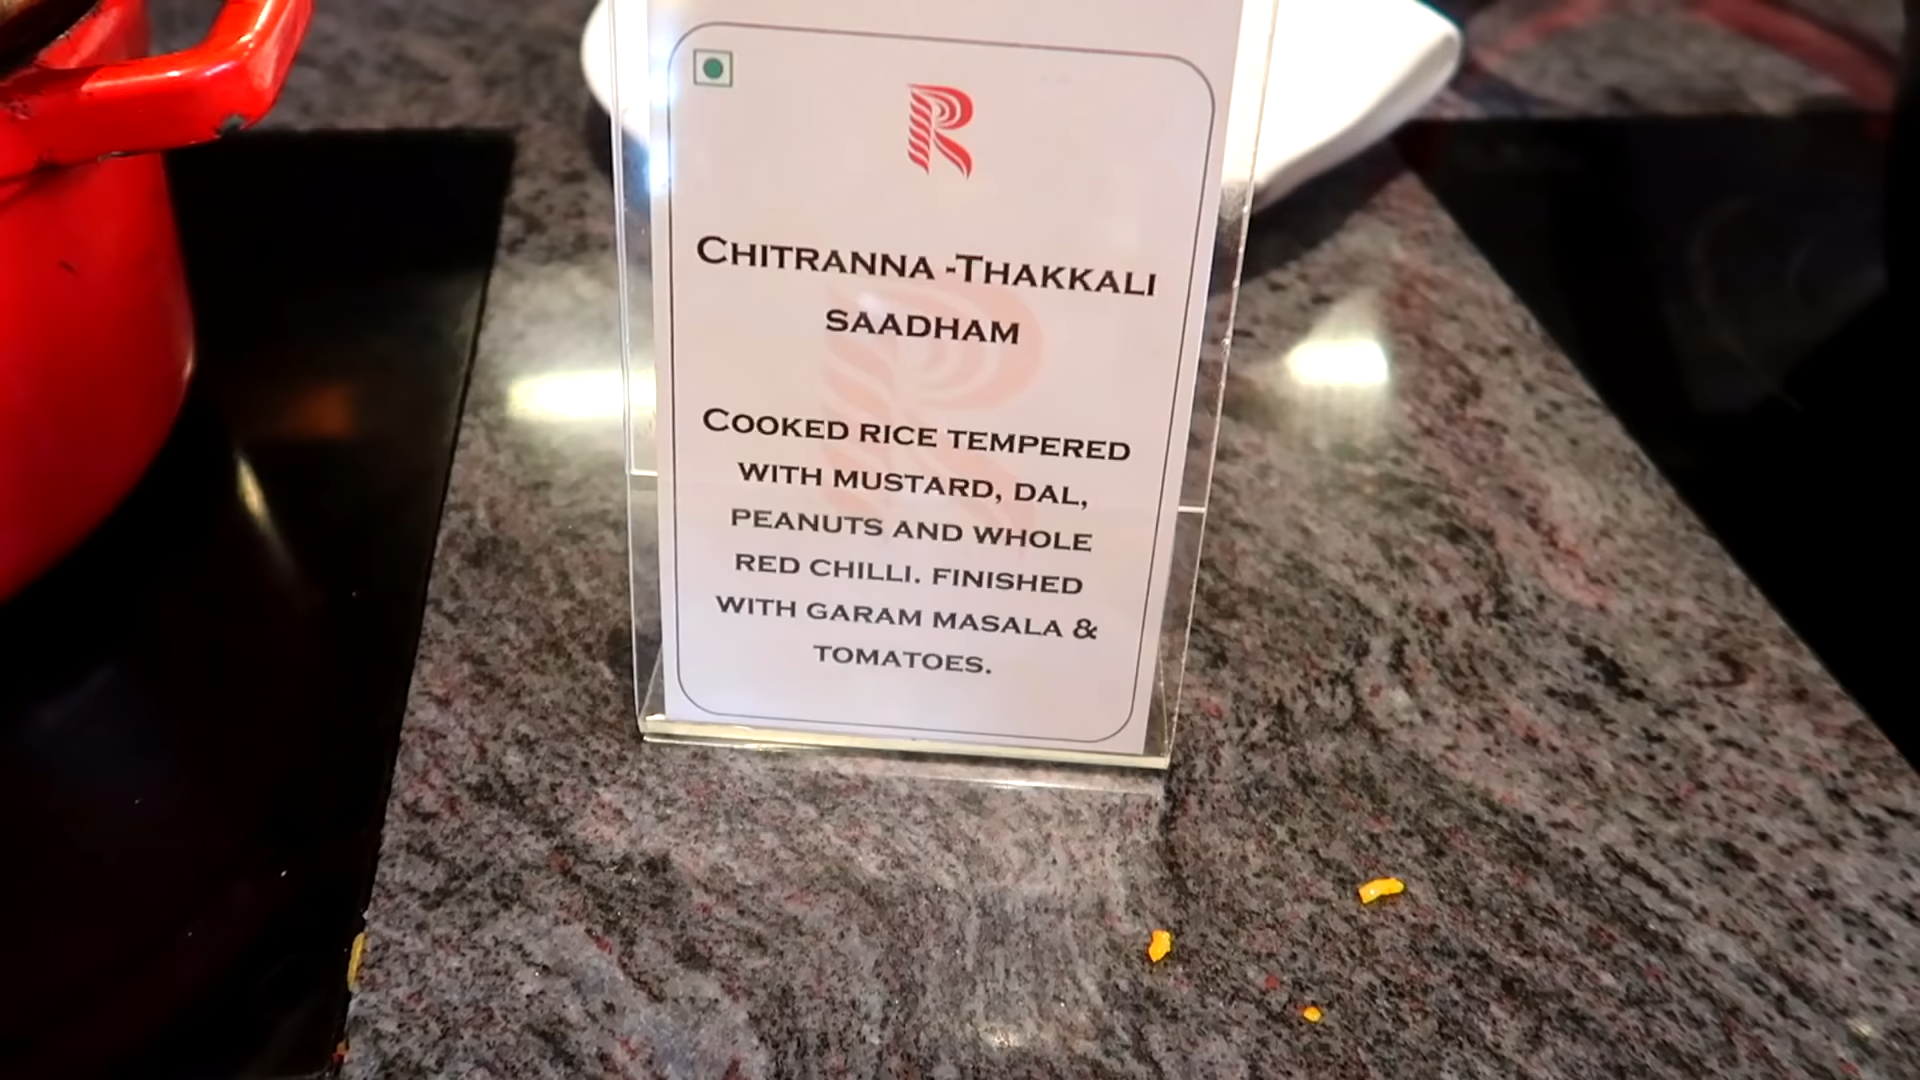 R
CHITRANNA -THAKKALI
SAADHAM
COOKED RICE TEMPERED
WITH MUSTARD, DAL,
PEANUTS AND WHOLE
RED CHILLI. FINISHED
WITH GARAM MASALA &
TOMATOES.